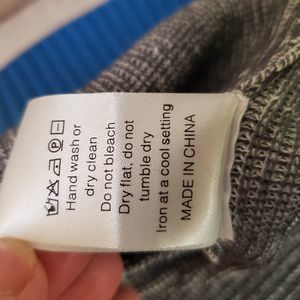 Hand wash or
dry clean
Do not bleach
Dry flat, do not
tumble dry
Iron at a cool setting
MADE IN CHINA